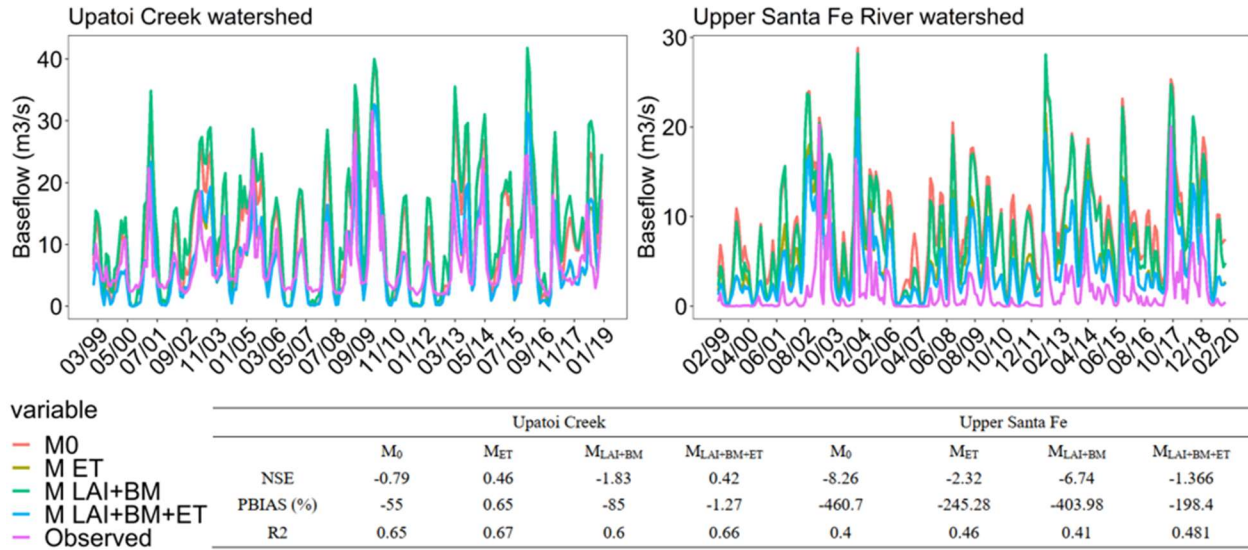 Upatoi Creek watershed
Upper Santa Fe River watershed
Baseflow (m3/s)
40
30
20
10
0
03/99 05/00 07/01 09/02 11/03 01/05 03/06 05/07 07/08 09/09 11/10 01/12 03/13 05/14 07/15 09/16 11/17 01/19
Baseflow (m3/s)
30
20
10
0
02/99 04/00 06/01 08/02 10/03 12/04 02/06 04/07 06/08 08/09 10/10 12/11 02/13 04/14 06/15 08/16 10/17 12/18 02/20
variable
M0
M ET
M LAI+BM
M LAI+BM+ET
Observed
Upatoi Creek Upper Santa Fe
M0 MET MLAI+BM MLAI+BM+ET M0 MET MLAI+BM MLAI+BM+ET
NSE -0.79 0.46 -1.83 0.42 -8.26 -2.32 -6.74 -1.366
PBIAS (%) -55 0.65 -85 -1.27 -460.7 -245.28 -403.98 -198.4
R2 0.65 0.67 0.6 0.66 0.4 0.46 0.41 0.481